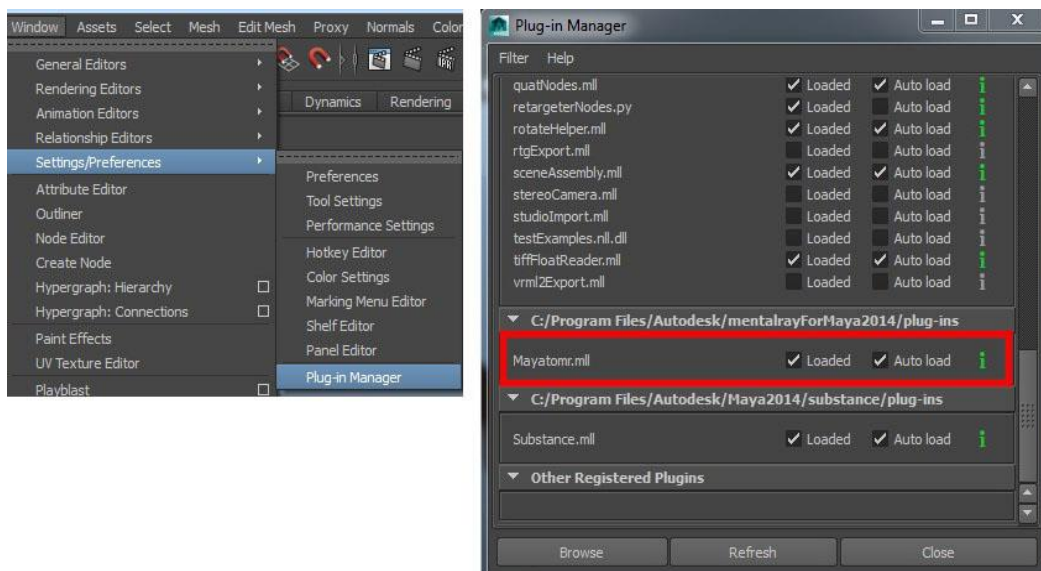 Window Assets Select Mesh Edit Mesh Proxy Normals Color
General Editors
Rendering Editors
Animation Editors
Relationship Editors
Settings/Preferences
Attribute Editor
Outliner
Node Editor
Create Node
Hypergraph: Hierarchy
Hypergraph: Connections
Paint Effects
UV Texture Editor
Playblast
IPR
Dynamics Rendering
Preferences
Tool Settings
Performance Settings
Hotkey Editor
Color Settings
Marking Menu Editor
Shelf Editor
Panel Editor
Plug-in Manager
Plug-in Manager
Filter Help
quatNodes.mll Loaded Auto load i
retargeterNodes.py Loaded Auto load i
rotateHelper.mll Loaded Auto load i
rtgExport.mll Loaded Auto load i
sceneAssembly.mll Loaded Auto load i
stereoCamera.mll Loaded Auto load i
studioImport.mll Loaded Auto load i
testExamples.nll.dll Loaded Auto load i
tiffFloatReader.mll Loaded Auto load i
vrml2Export.mll Loaded Auto load i
C:/Program Files/Autodesk/mentalrayForMaya2014/plug-ins
Mayatomr.mll Loaded Auto load i
C:/Program Files/Autodesk/Maya2014/substance/plug-ins
Substance.mll Loaded Auto load i
Other Registered Plugins
Browse Refresh Close